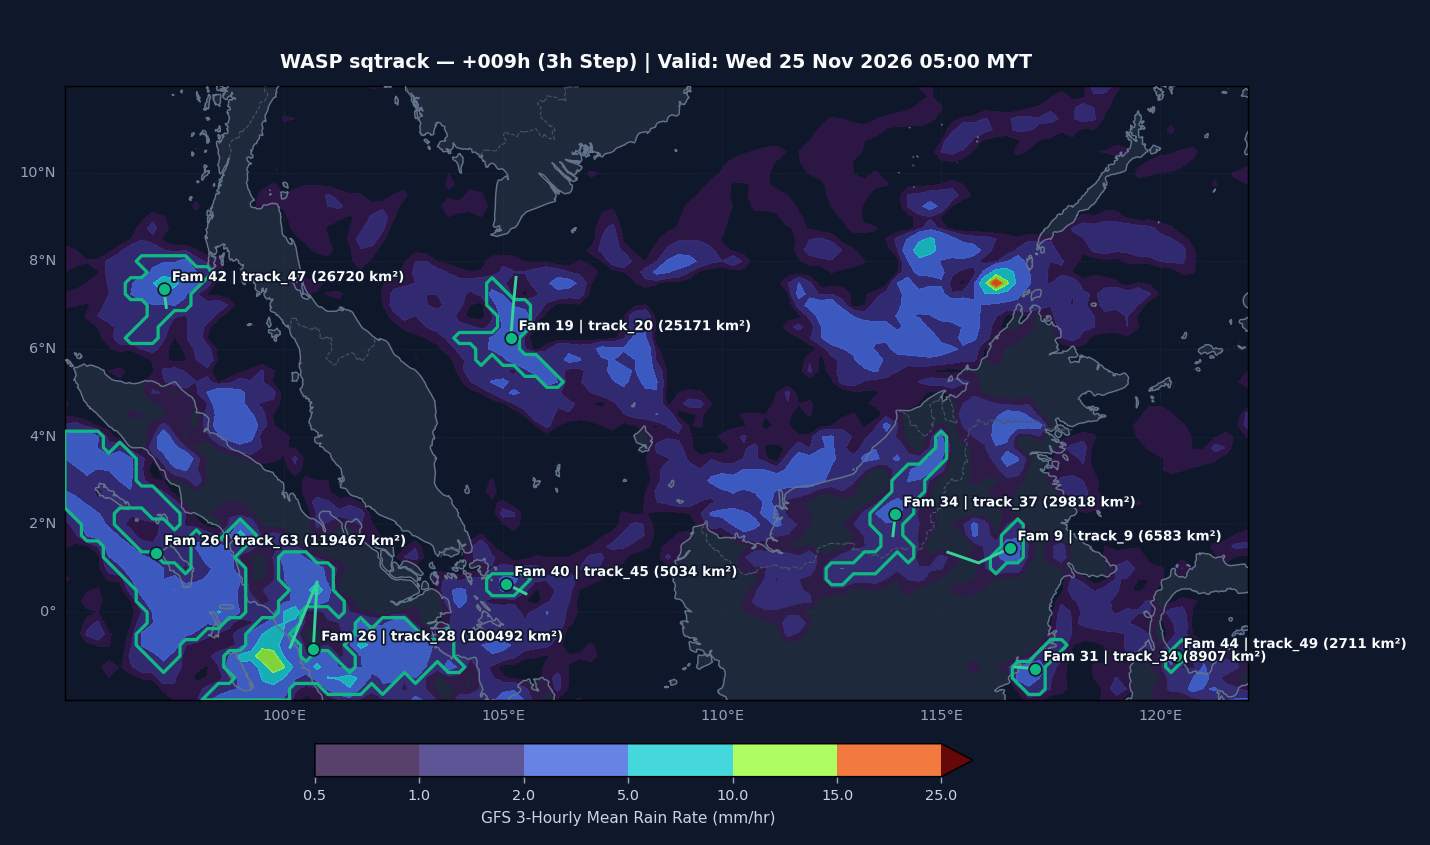 WASP sqtrack — +009h (3h Step) | Valid: Wed 25 Nov 2026 05:00 MYT
10°N
8°N
6°N
4°N
2°N
0°
Fam 42 | track_47 (26720 km²)
Fam 19 | track_20 (25171 km²)
Fam 34 | track_37 (29818 km²)
Fam 9 | track_9 (6583 km²)
Fam 26 | track_63 (119467 km²)
Fam 40 | track_45 (5034 km²)
Fam 26 | track_28 (100492 km²)
Fam 44 | track_49 (2711 km²)
Fam 31 | track_34 (8907 km²)
100°E 105°E 110°E 115°E 120°E
0.5 1.0 2.0 5.0 10.0 15.0 25.0
GFS 3-Hourly Mean Rain Rate (mm/hr)